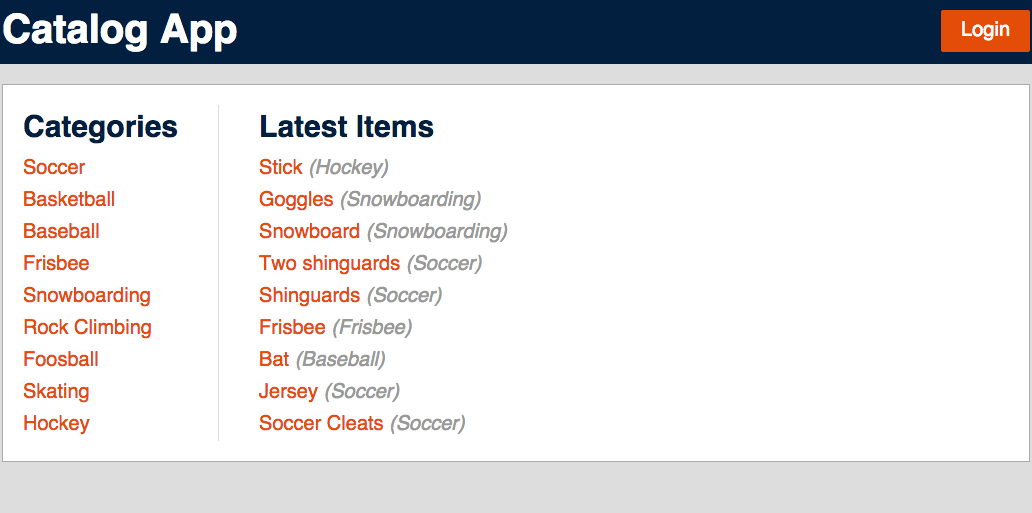 Catalog App
Login
Categories
Soccer
Basketball
Baseball
Frisbee
Snowboarding
Rock Climbing
Foosball
Skating
Hockey
Latest Items
Stick (Hockey)
Goggles (Snowboarding)
Snowboard (Snowboarding)
Two shinguards (Soccer)
Shinguards (Soccer)
Frisbee (Frisbee)
Bat (Baseball)
Jersey (Soccer)
Soccer Cleats (Soccer)